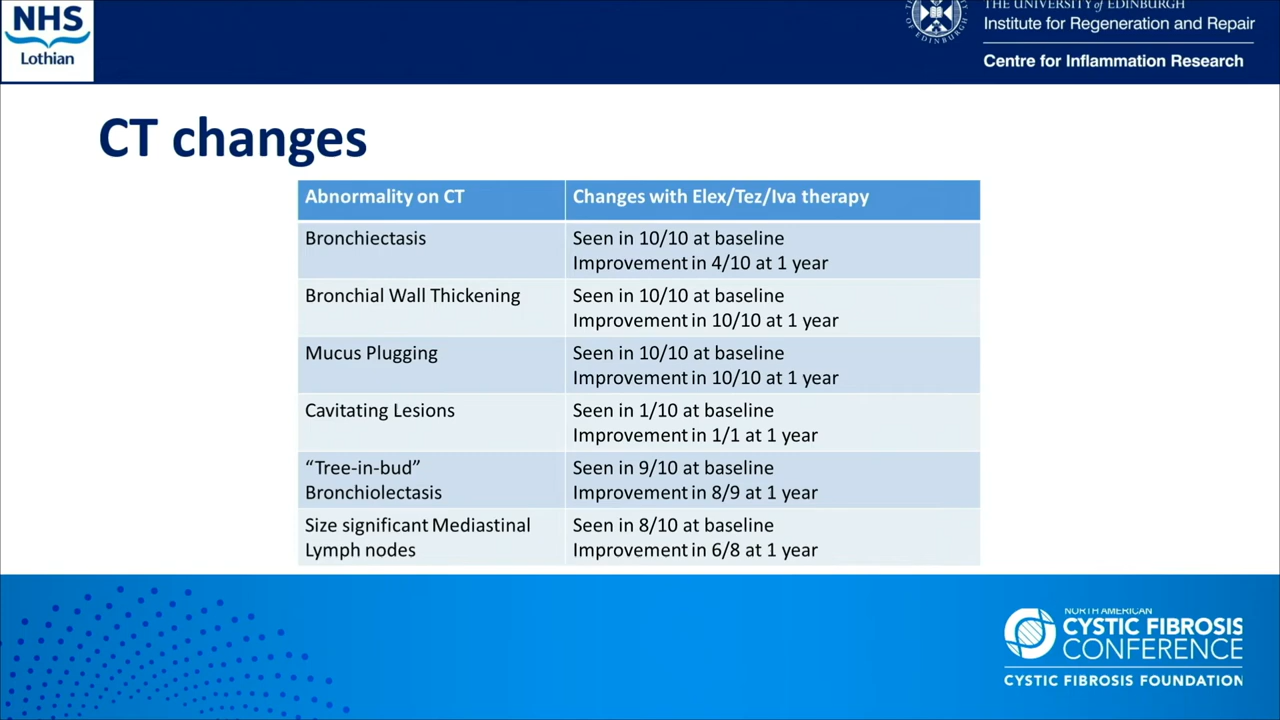 NHS
Lothian
THE UNIVERSITY of EDINBURGH
Institute for Regeneration and Repair
Centre for Inflammation Research
CT changes
Abnormality on CT
Changes with Elex/Tez/Iva therapy
Bronchiectasis
Seen in 10/10 at baseline
Improvement in 4/10 at 1 year
Bronchial Wall Thickening
Seen in 10/10 at baseline
Improvement in 10/10 at 1 year
Mucus Plugging
Seen in 10/10 at baseline
Improvement in 10/10 at 1 year
Cavitating Lesions
Seen in 1/10 at baseline
Improvement in 1/1 at 1 year
“Tree-in-bud”
Bronchiolectasis
Seen in 9/10 at baseline
Improvement in 8/9 at 1 year
Size significant Mediastinal
Lymph nodes
Seen in 8/10 at baseline
Improvement in 6/8 at 1 year
NORTH AMERICAN
CYSTIC FIBROSIS
CONFERENCE
CYSTIC FIBROSIS FOUNDATION